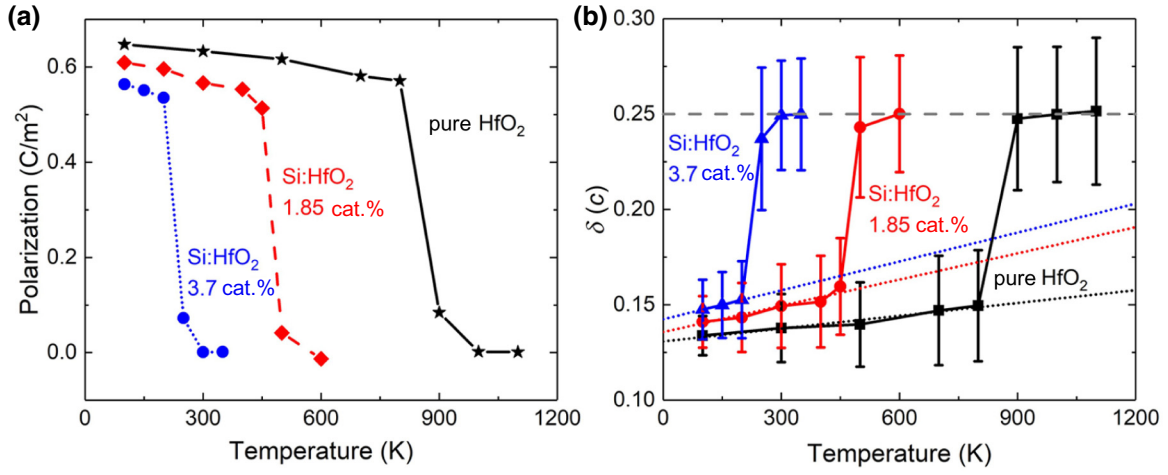 (a)
Polarization (C/m²)
0.6
0.4
0.2
0.0
pure HfO₂
Si:HfO₂
1.85 cat.%
Si:HfO₂
3.7 cat.%
0
300
600
900
1200
Temperature (K)
(b)
δ (c)
0.30
0.25
0.20
0.15
0.10
Si:HfO₂
3.7 cat.%
Si:HfO₂
1.85 cat.%
pure HfO₂
0
300
600
900
1200
Temperature (K)